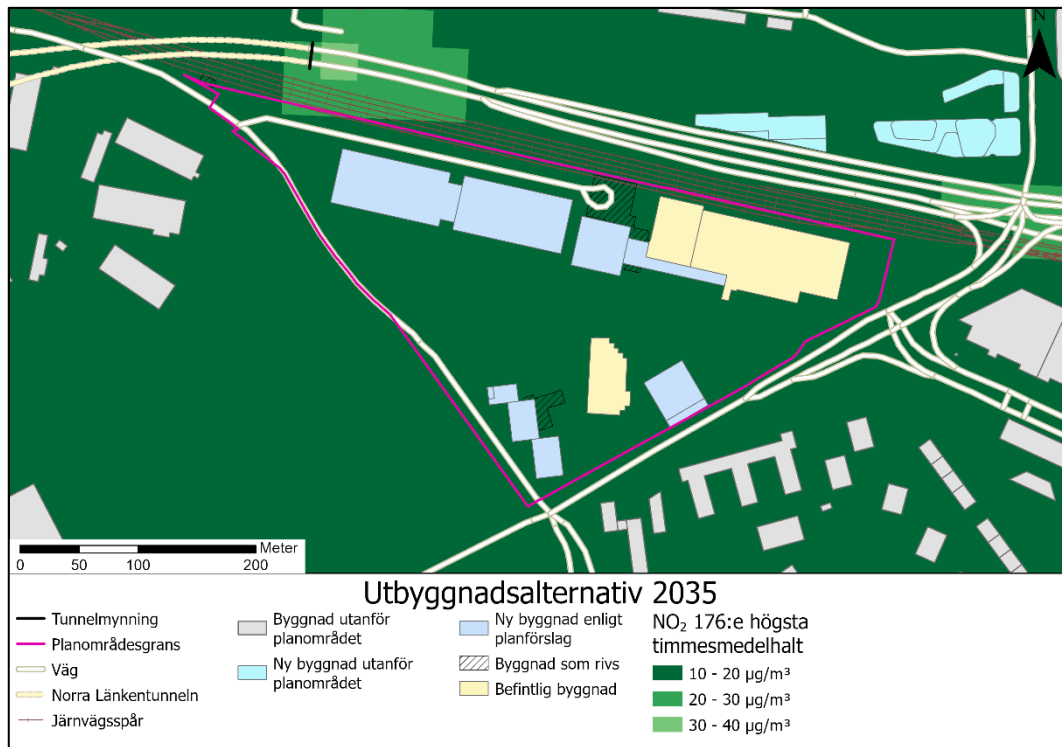 N
Meter
0 50 100 200
Utbyggnadsalternativ 2035
Tunnelmynning
Planområdesgrans
Väg
Norra Länkentunneln
Järnvägsspår
Byggnad utanför
planområdet
Ny byggnad utanför
planområdet
Ny byggnad enligt
planförslag
Byggnad som rivs
Befintlig byggnad
NO₂ 176:e högsta
timmesmedelhalt
10 - 20 µg/m³
20 - 30 µg/m³
30 - 40 µg/m³